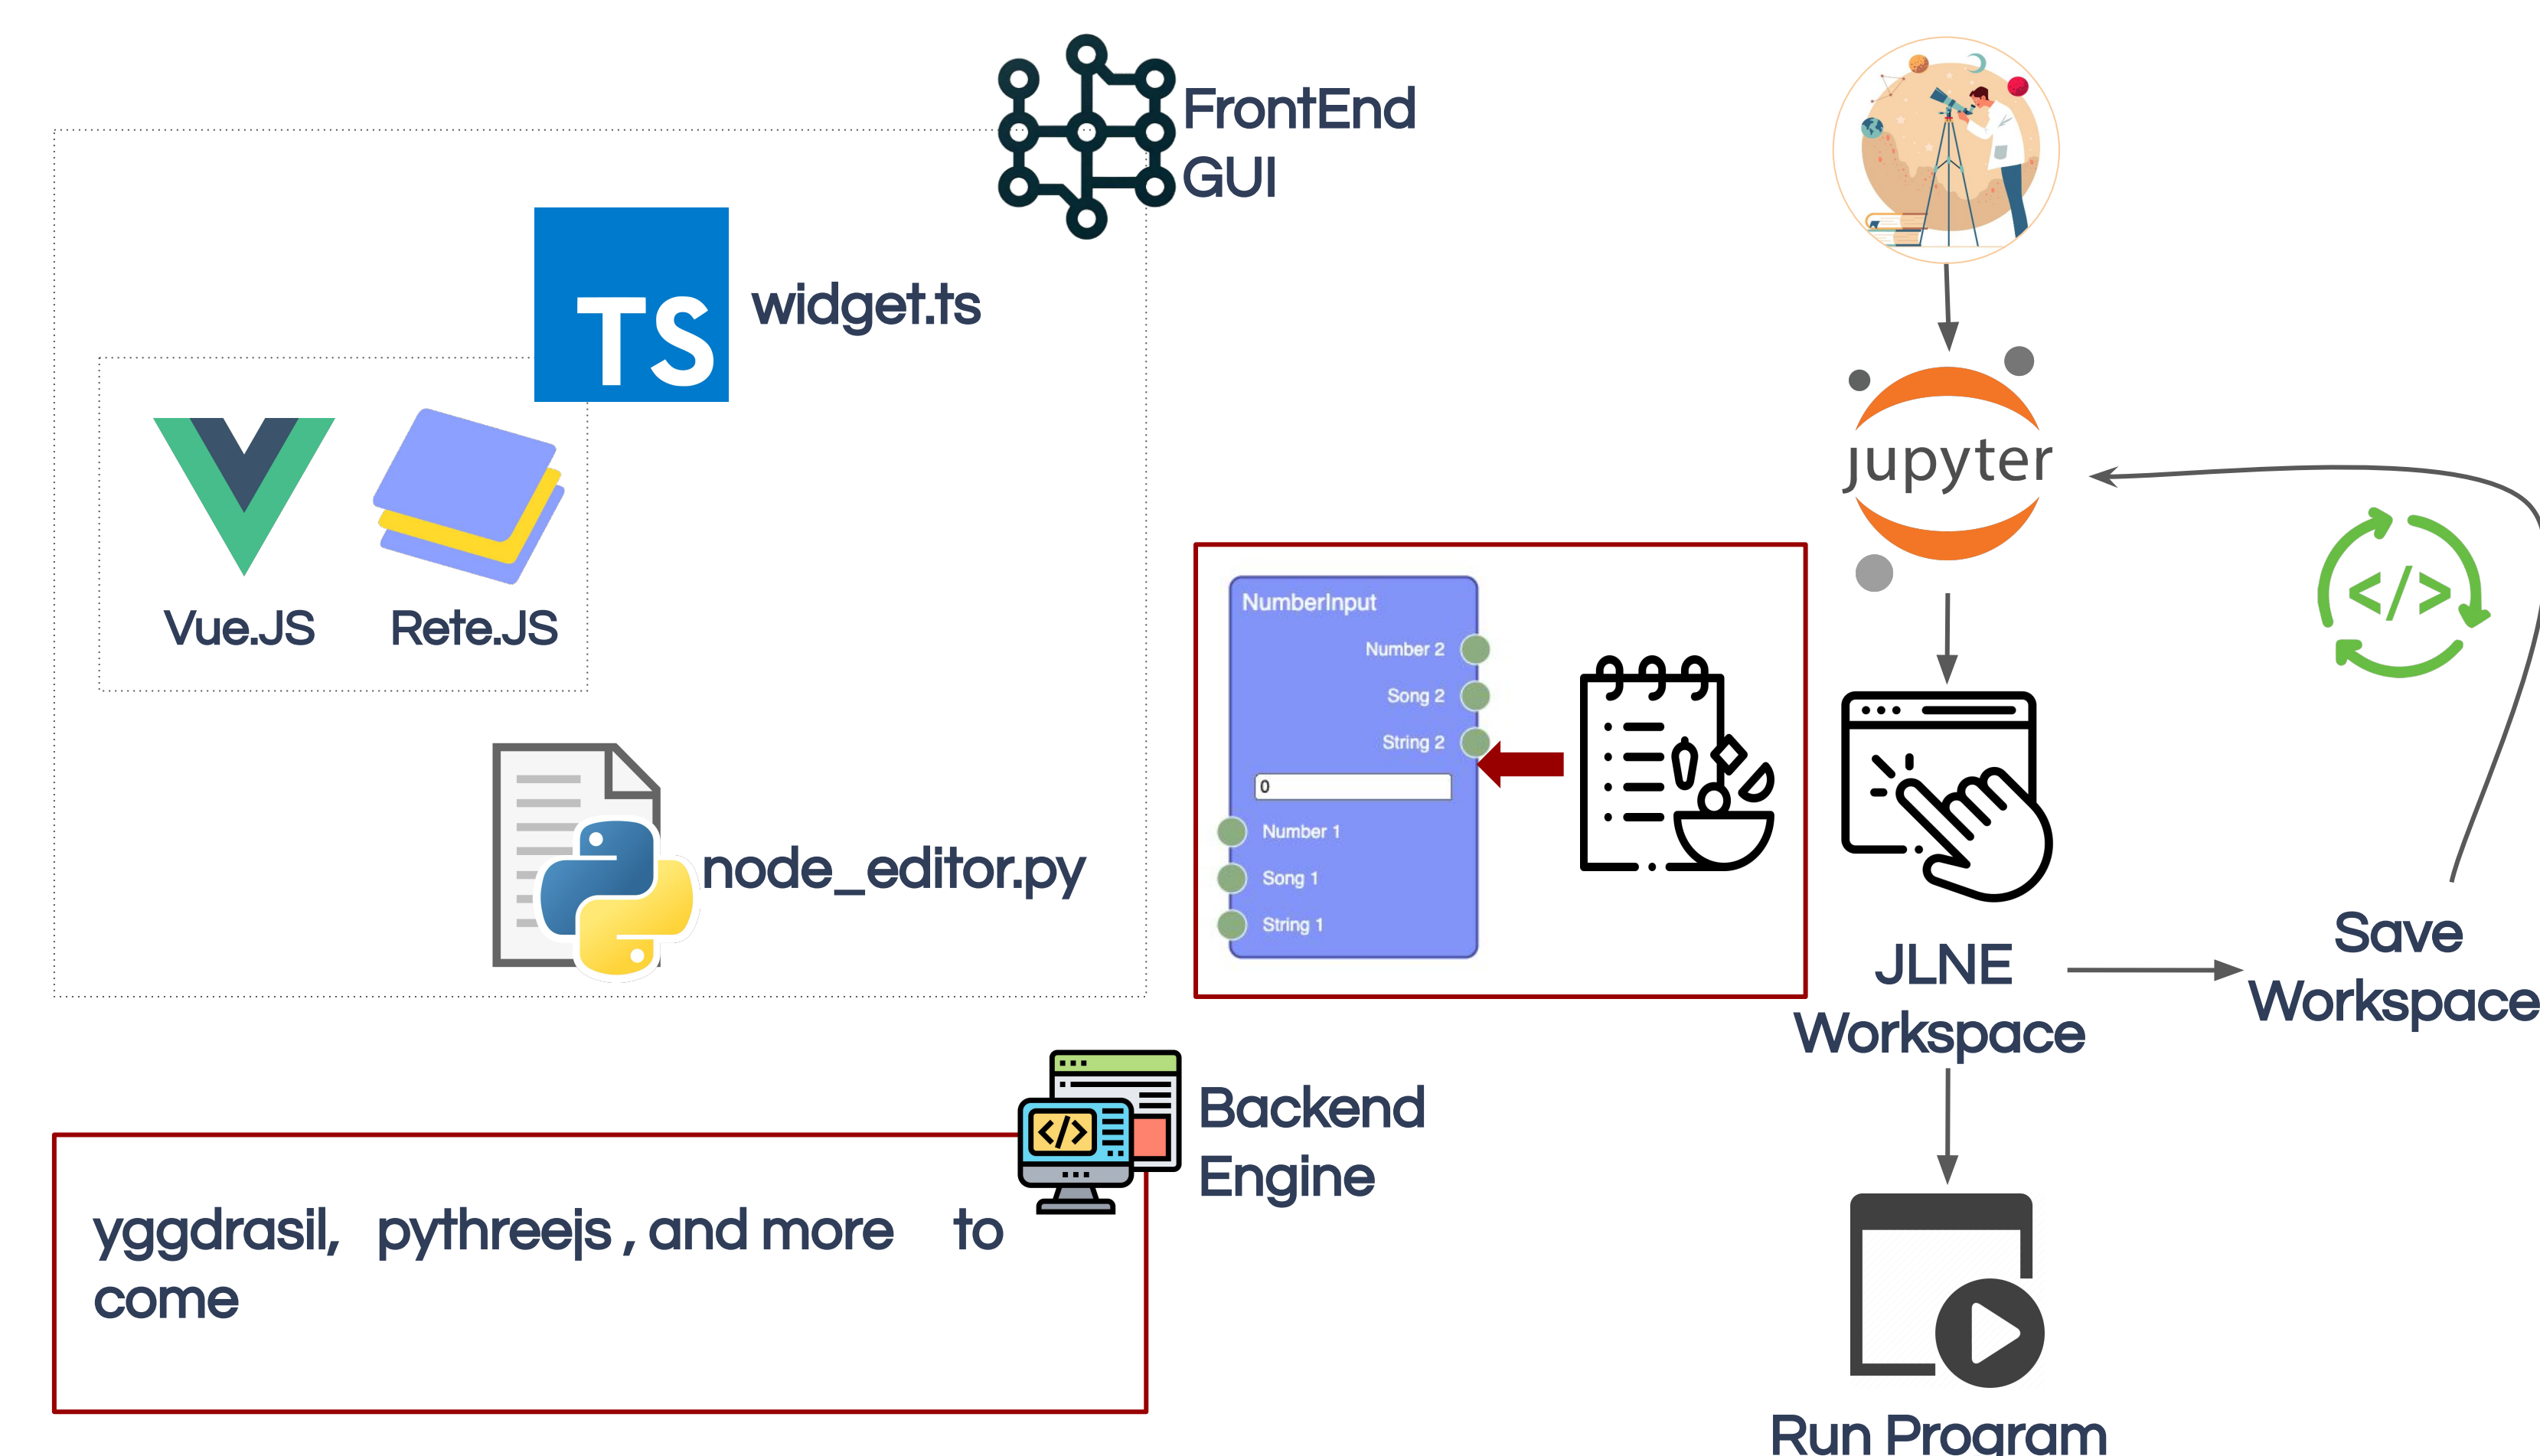 FrontEnd
GUI
TS
widget.ts
Vue.JS
Rete.JS
node_editor.py
Backend
Engine
</>
yggdrasil, pythreejs , and more to
come
NumberInput
Number 2
Song 2
String 2
0
Number 1
Song 1
String 1
jupyter
</>
JLNE
Workspace
Save
Workspace
Run Program